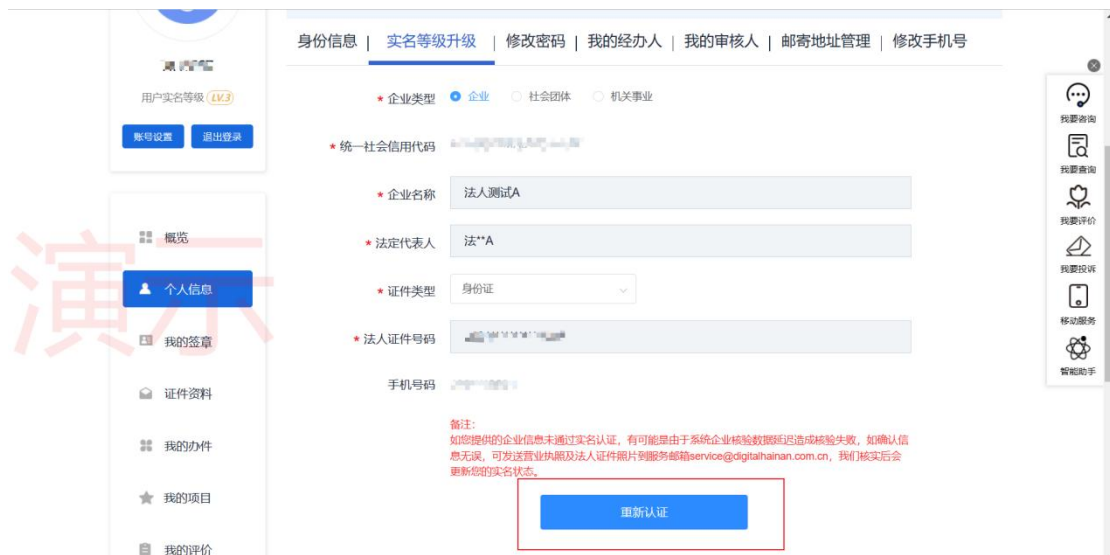 身份信息 | 实名等级升级 | 修改密码 | 我的经办人 | 我的审核人 | 邮寄地址管理 | 修改手机号
用户实名等级 LV.3
账号设置 退出登录
* 企业类型 企业 社会团体 机关事业
* 统一社会信用代码
* 企业名称 法人测试A
* 法定代表人 法**A
* 证件类型 身份证
* 法人证件号码
手机号码
备注:
如您提供的企业信息未通过实名认证，有可能是由于系统企业核验数据延迟造成核验失败，如确认信
息无误，可发送营业执照及法人证件照片到服务邮箱service@digitalhainan.com.cn，我们核实后会
更新您的实名状态。
重新认证
概览
个人信息
我的签章
证件资料
我的办件
我的项目
我的评价
演示
我要咨询
我要查询
我要评价
我要投诉
移动服务
智能助手